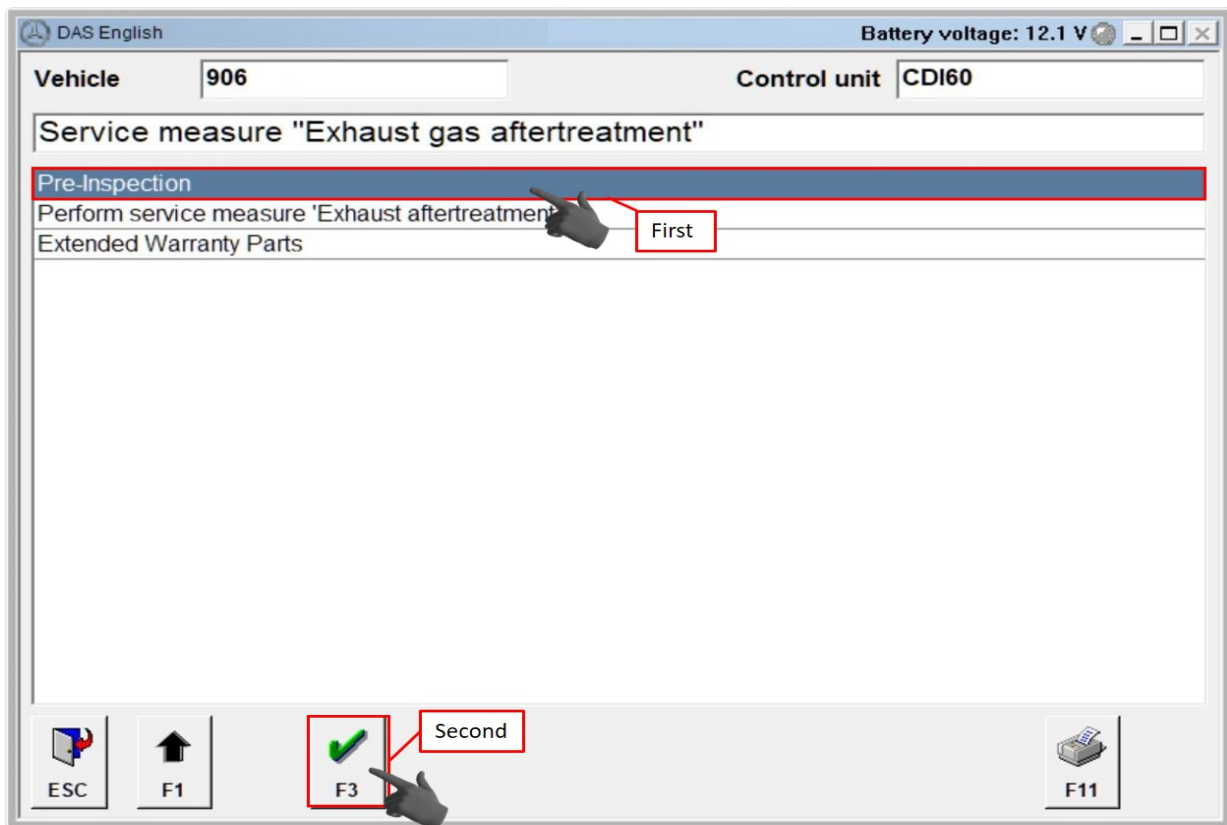 DAS English
Battery voltage: 12.1 V
Vehicle 906 Control unit CDI60
Service measure "Exhaust gas aftertreatment"
Pre-Inspection
Perform service measure 'Exhaust aftertreatment
First
Extended Warranty Parts
Second
ESC F1 F3 F11